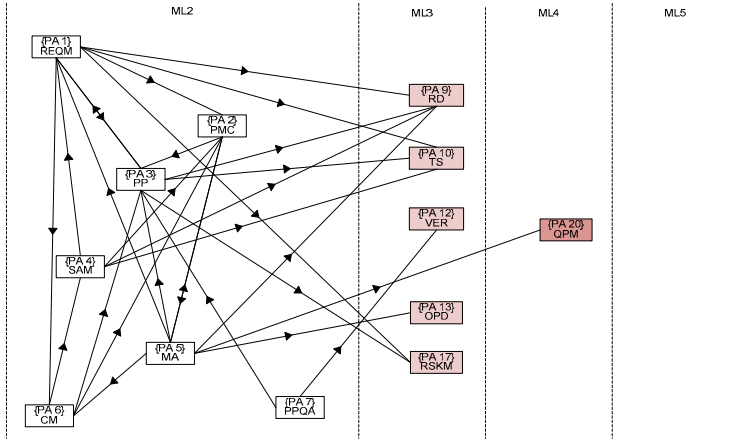 ML2
ML3
ML4
ML5
{PA 1}
REQM
{PA 9}
RD
{PA 2}
PMC
{PA 10}
TS
{PA 3}
PP
{PA 12}
VER
{PA 20}
QPM
{PA 4}
SAM
{PA 13}
OPD
{PA 5}
MA
{PA 17}
RSKM
{PA 7}
PPQA
{PA 6}
CM